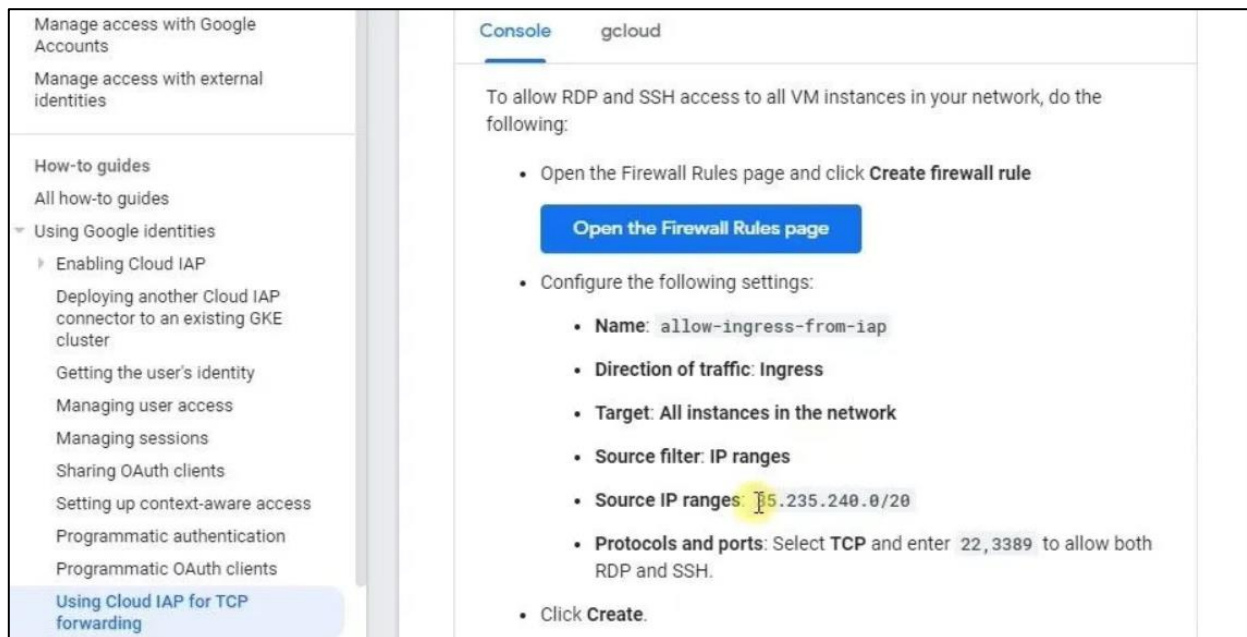 Manage access with Google
Accounts
Manage access with external
identities
How-to guides
All how-to guides
Using Google identities
Enabling Cloud IAP
Deploying another Cloud IAP
connector to an existing GKE
cluster
Getting the user's identity
Managing user access
Managing sessions
Sharing OAuth clients
Setting up context-aware access
Programmatic authentication
Programmatic OAuth clients
Using Cloud IAP for TCP
forwarding
Console gcloud
To allow RDP and SSH access to all VM instances in your network, do the
following:
• Open the Firewall Rules page and click Create firewall rule
Open the Firewall Rules page
• Configure the following settings:
• Name: allow-ingress-from-iap
• Direction of traffic: Ingress
• Target: All instances in the network
• Source filter: IP ranges
• Source IP ranges: 35.235.240.0/20
• Protocols and ports: Select TCP and enter 22,3389 to allow both
RDP and SSH.
• Click Create.